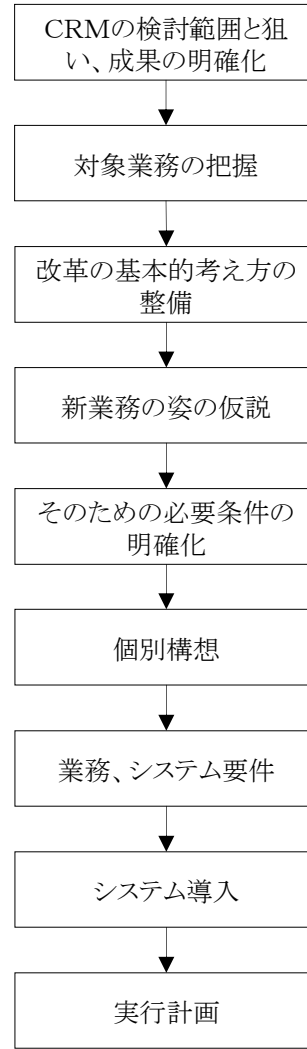 CRMの検討範囲と狙
い、成果の明確化
対象業務の把握
改革の基本的考え方の
整備
新業務の姿の仮説
そのための必要条件の
明確化
個別構想
業務、システム要件
システム導入
実行計画